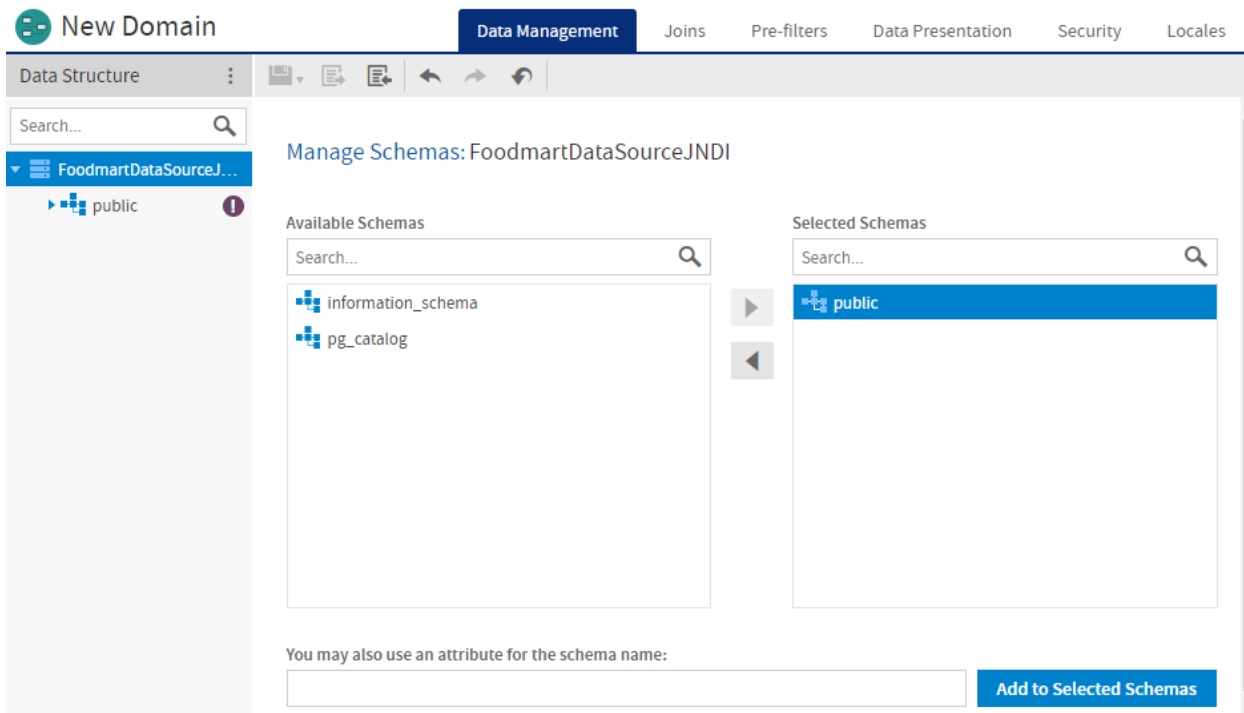 New Domain
Data Management Joins Pre-filters Data Presentation Security Locales
Data Structure
Search...
FoodmartDataSourceJ...
public
Manage Schemas: FoodmartDataSourceJNDI
Available Schemas
Search...
information_schema
pg_catalog
Selected Schemas
Search...
public
You may also use an attribute for the schema name:
Add to Selected Schemas